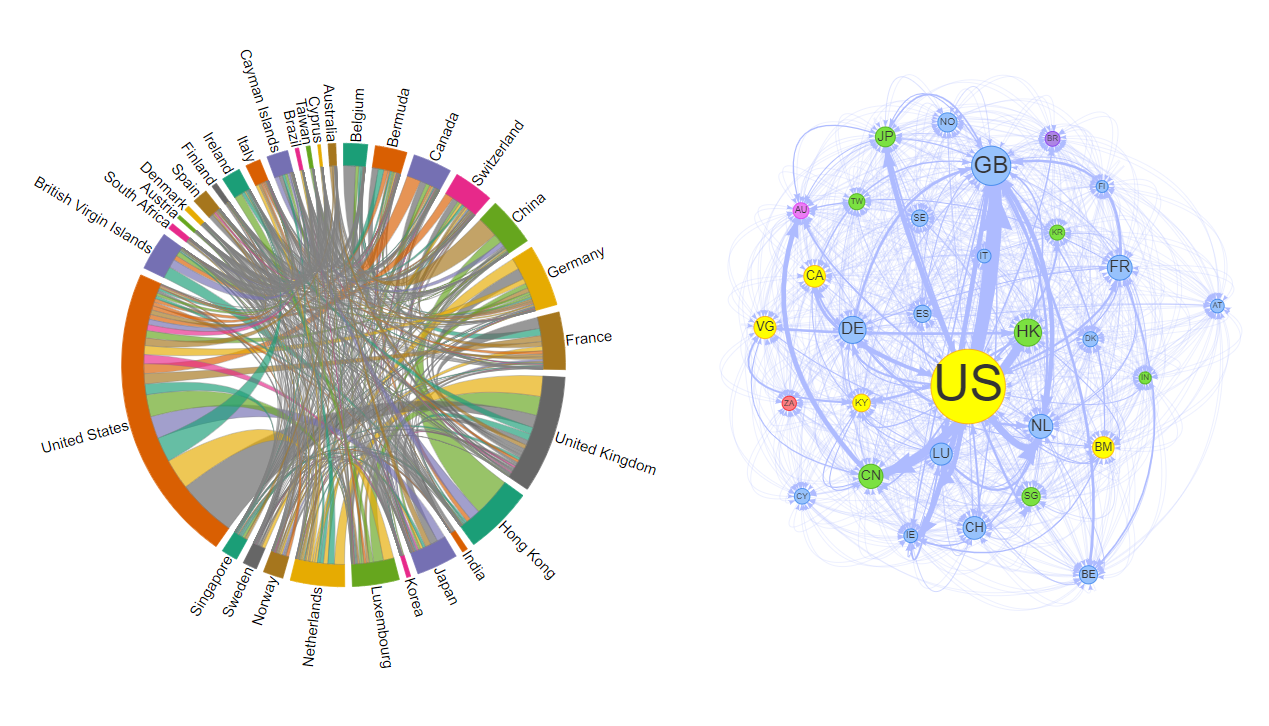 Belgium
Bermuda
Canada
Switzerland
China
Germany
France
United Kingdom
Hong Kong
India
Japan
Korea
Luxembourg
Netherlands
Norway
Sweden
Singapore
United States
British Virgin Islands
South Africa
Austria
Denmark
Spain
Finland
Ireland
Italy
Cayman Islands
Brazil
Taiwan
Cyprus
Australia
JP
NO
BR
GB
FI
AU
TW
SE
KR
IT
FR
CA
AT
VG
DE
ES
HK
DK
US
IN
ZA
KY
NL
BM
LU
CN
CY
SG
IE
CH
BE